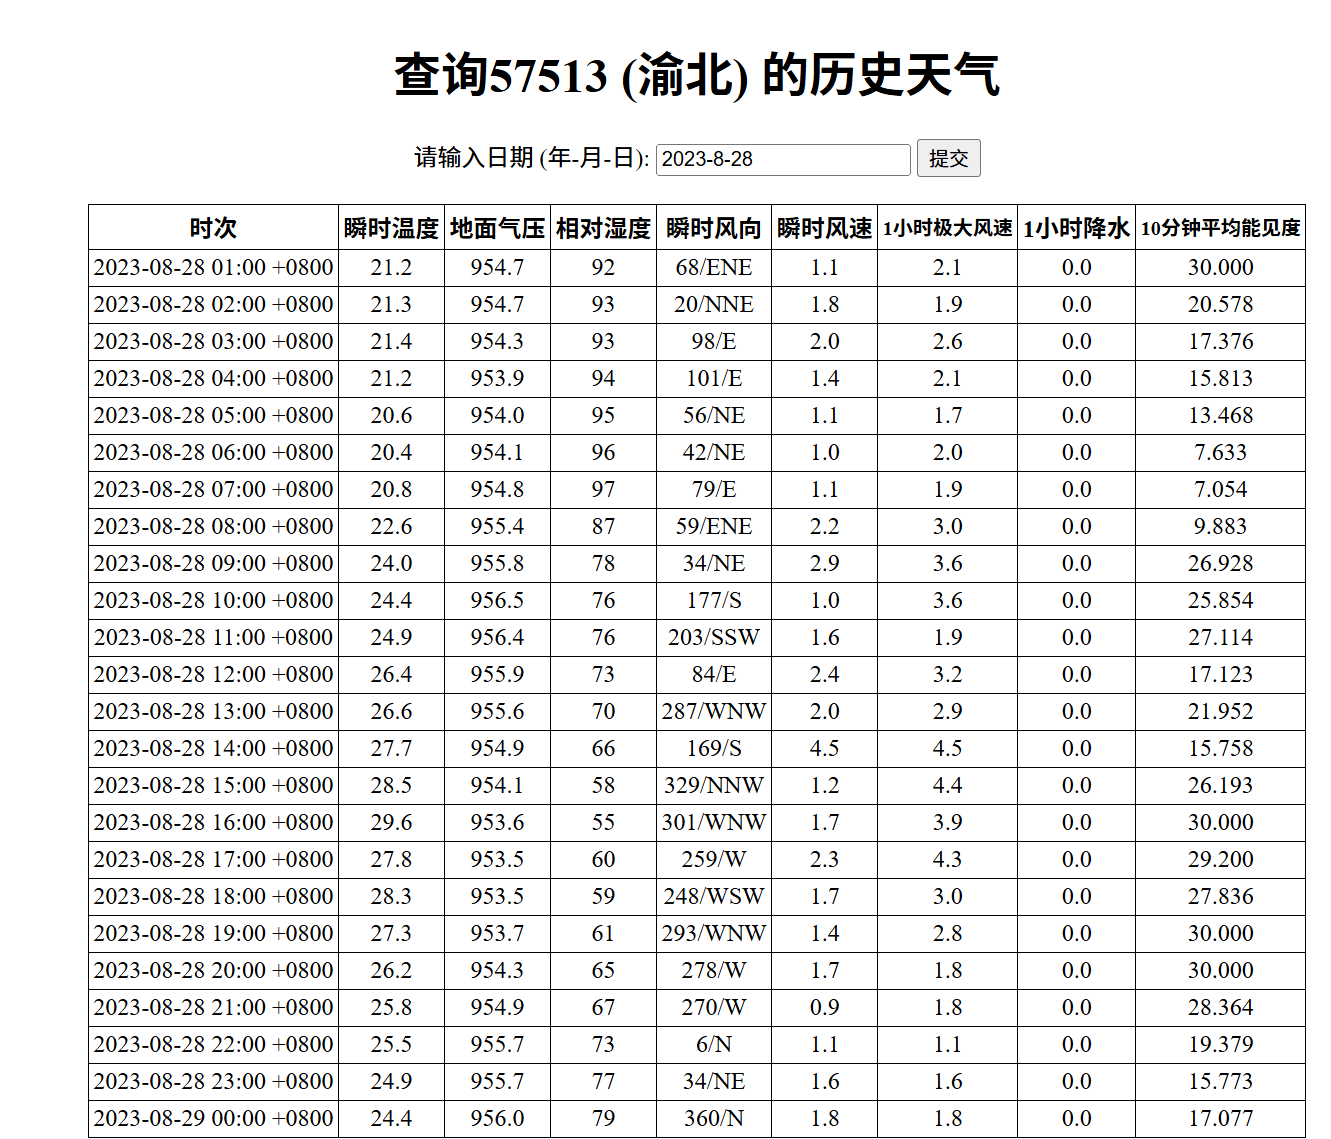 查询57513 (渝北) 的历史天气
请输入日期 (年-月-日): 2023-8-28 提交
时次 瞬时温度 地面气压 相对湿度 瞬时风向 瞬时风速 1小时极大风速 1小时降水 10分钟平均能见度
2023-08-28 01:00 +0800 21.2 954.7 92 68/ENE 1.1 2.1 0.0 30.000
2023-08-28 02:00 +0800 21.3 954.7 93 20/NNE 1.8 1.9 0.0 20.578
2023-08-28 03:00 +0800 21.4 954.3 93 98/E 2.0 2.6 0.0 17.376
2023-08-28 04:00 +0800 21.2 953.9 94 101/E 1.4 2.1 0.0 15.813
2023-08-28 05:00 +0800 20.6 954.0 95 56/NE 1.1 1.7 0.0 13.468
2023-08-28 06:00 +0800 20.4 954.1 96 42/NE 1.0 2.0 0.0 7.633
2023-08-28 07:00 +0800 20.8 954.8 97 79/E 1.1 1.9 0.0 7.054
2023-08-28 08:00 +0800 22.6 955.4 87 59/ENE 2.2 3.0 0.0 9.883
2023-08-28 09:00 +0800 24.0 955.8 78 34/NE 2.9 3.6 0.0 26.928
2023-08-28 10:00 +0800 24.4 956.5 76 177/S 1.0 3.6 0.0 25.854
2023-08-28 11:00 +0800 24.9 956.4 76 203/SSW 1.6 1.9 0.0 27.114
2023-08-28 12:00 +0800 26.4 955.9 73 84/E 2.4 3.2 0.0 17.123
2023-08-28 13:00 +0800 26.6 955.6 70 287/WNW 2.0 2.9 0.0 21.952
2023-08-28 14:00 +0800 27.7 954.9 66 169/S 4.5 4.5 0.0 15.758
2023-08-28 15:00 +0800 28.5 954.1 58 329/NNW 1.2 4.4 0.0 26.193
2023-08-28 16:00 +0800 29.6 953.6 55 301/WNW 1.7 3.9 0.0 30.000
2023-08-28 17:00 +0800 27.8 953.5 60 259/W 2.3 4.3 0.0 29.200
2023-08-28 18:00 +0800 28.3 953.5 59 248/WSW 1.7 3.0 0.0 27.836
2023-08-28 19:00 +0800 27.3 953.7 61 293/WNW 1.4 2.8 0.0 30.000
2023-08-28 20:00 +0800 26.2 954.3 65 278/W 1.7 1.8 0.0 30.000
2023-08-28 21:00 +0800 25.8 954.9 67 270/W 0.9 1.8 0.0 28.364
2023-08-28 22:00 +0800 25.5 955.7 73 6/N 1.1 1.1 0.0 19.379
2023-08-28 23:00 +0800 24.9 955.7 77 34/NE 1.6 1.6 0.0 15.773
2023-08-29 00:00 +0800 24.4 956.0 79 360/N 1.8 1.8 0.0 17.077